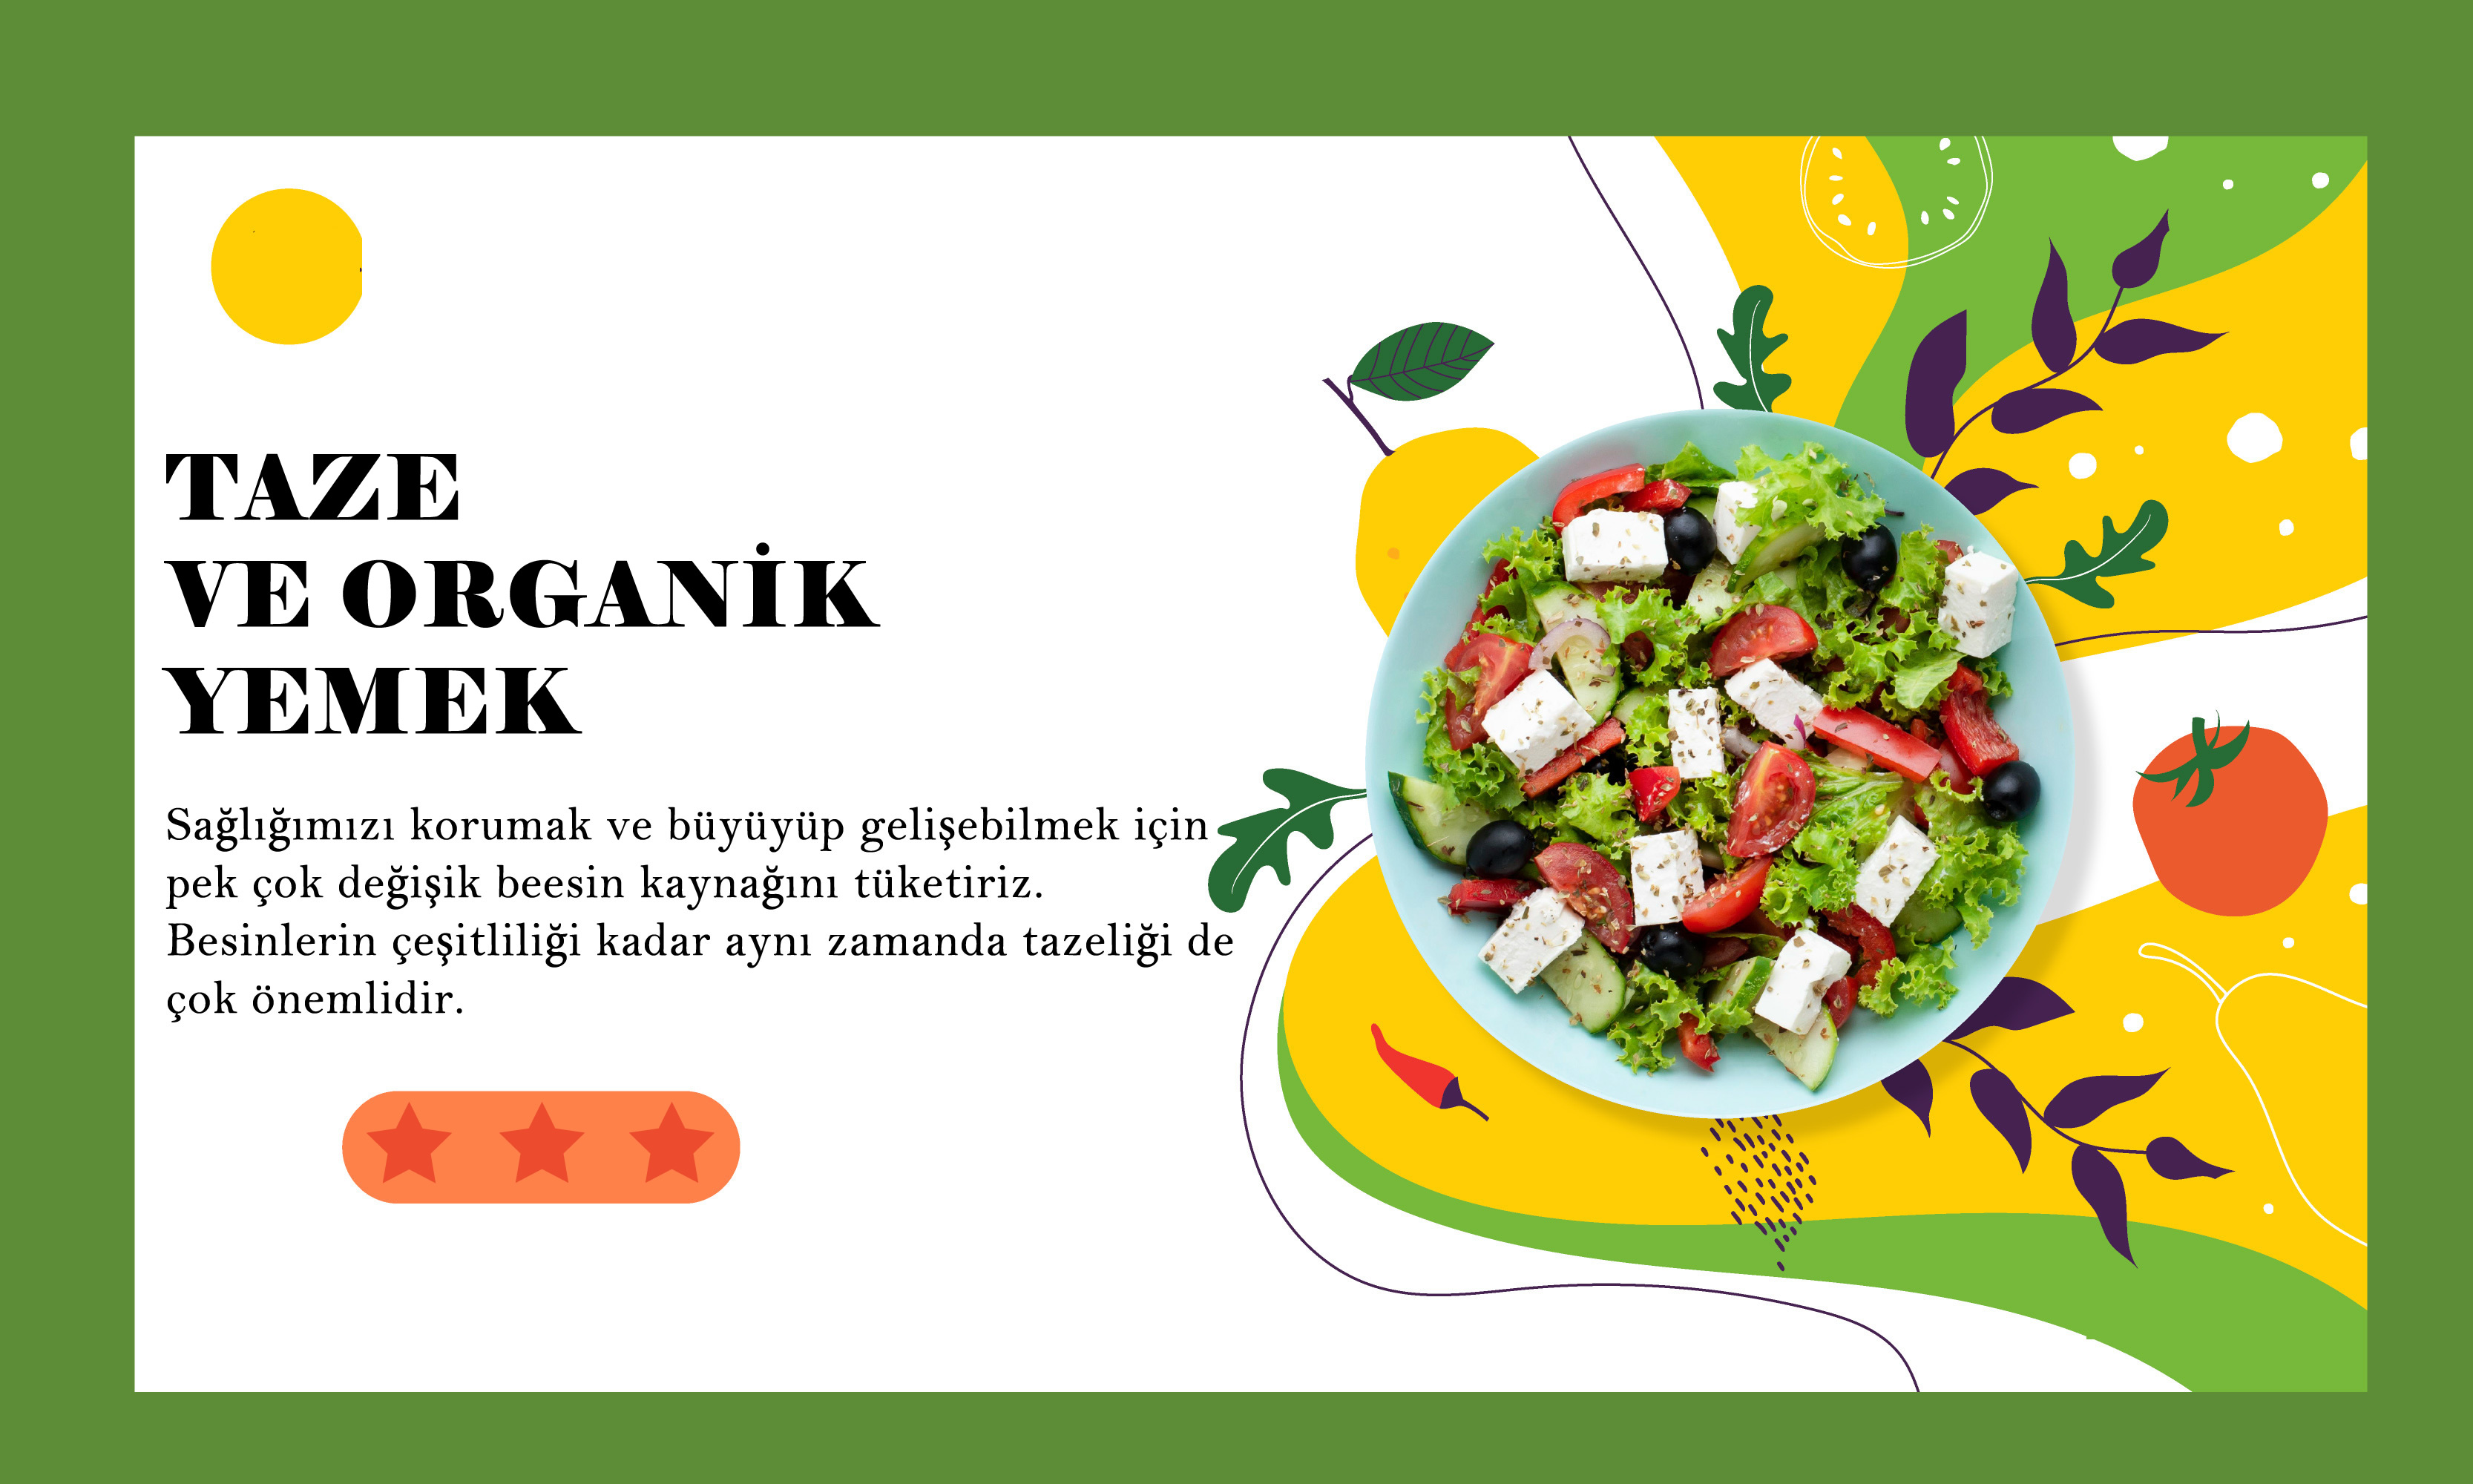 TAZE
VE ORGANİK
YEMEK
Sağlığımızı korumak ve büyüyüp gelişebilmek için
pek çok değişik beesin kaynağını tüketiriz.
Besinlerin çeşitliliği kadar aynı zamanda tazeliği de
çok önemlidir.